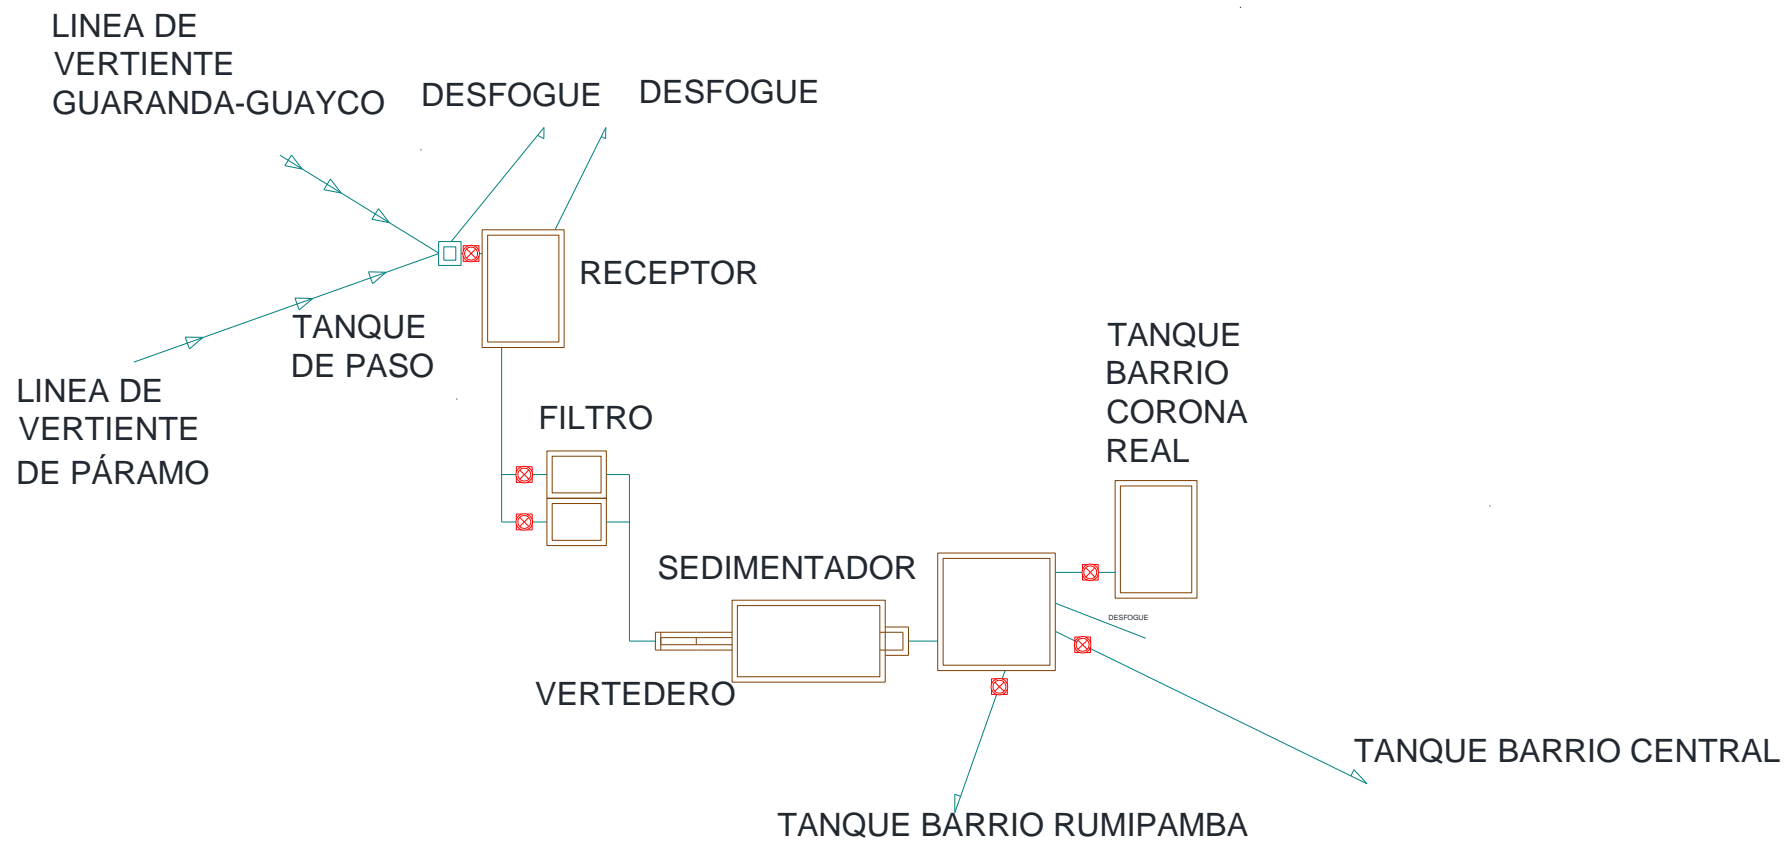 LINEA DE
VERTIENTE
GUARANDA-GUAYCO
DESFOGUE
DESFOGUE
RECEPTOR
TANQUE
DE PASO
LINEA DE
VERTIENTE
DE PÁRAMO
FILTRO
TANQUE
BARRIO
CORONA
REAL
SEDIMENTADOR
DESFOGUE
VERTEDERO
TANQUE BARRIO CENTRAL
TANQUE BARRIO RUMIPAMBA